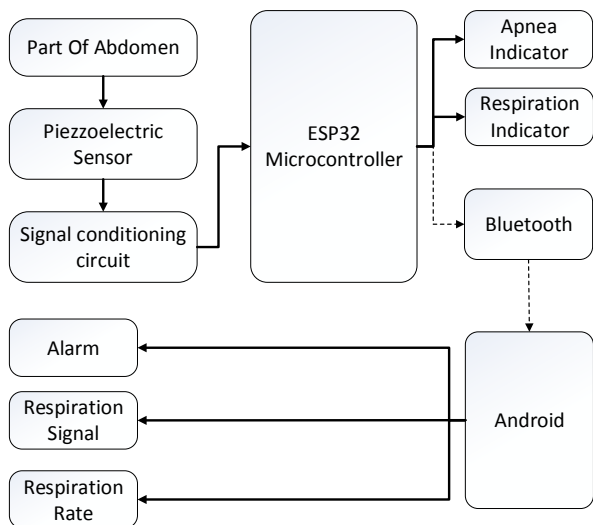 Part Of Abdomen
Piezzoelectric
Sensor
Signal conditioning
circuit
ESP32
Microcontroller
Apnea
Indicator
Respiration
Indicator
Bluetooth
Android
Alarm
Respiration
Signal
Respiration
Rate